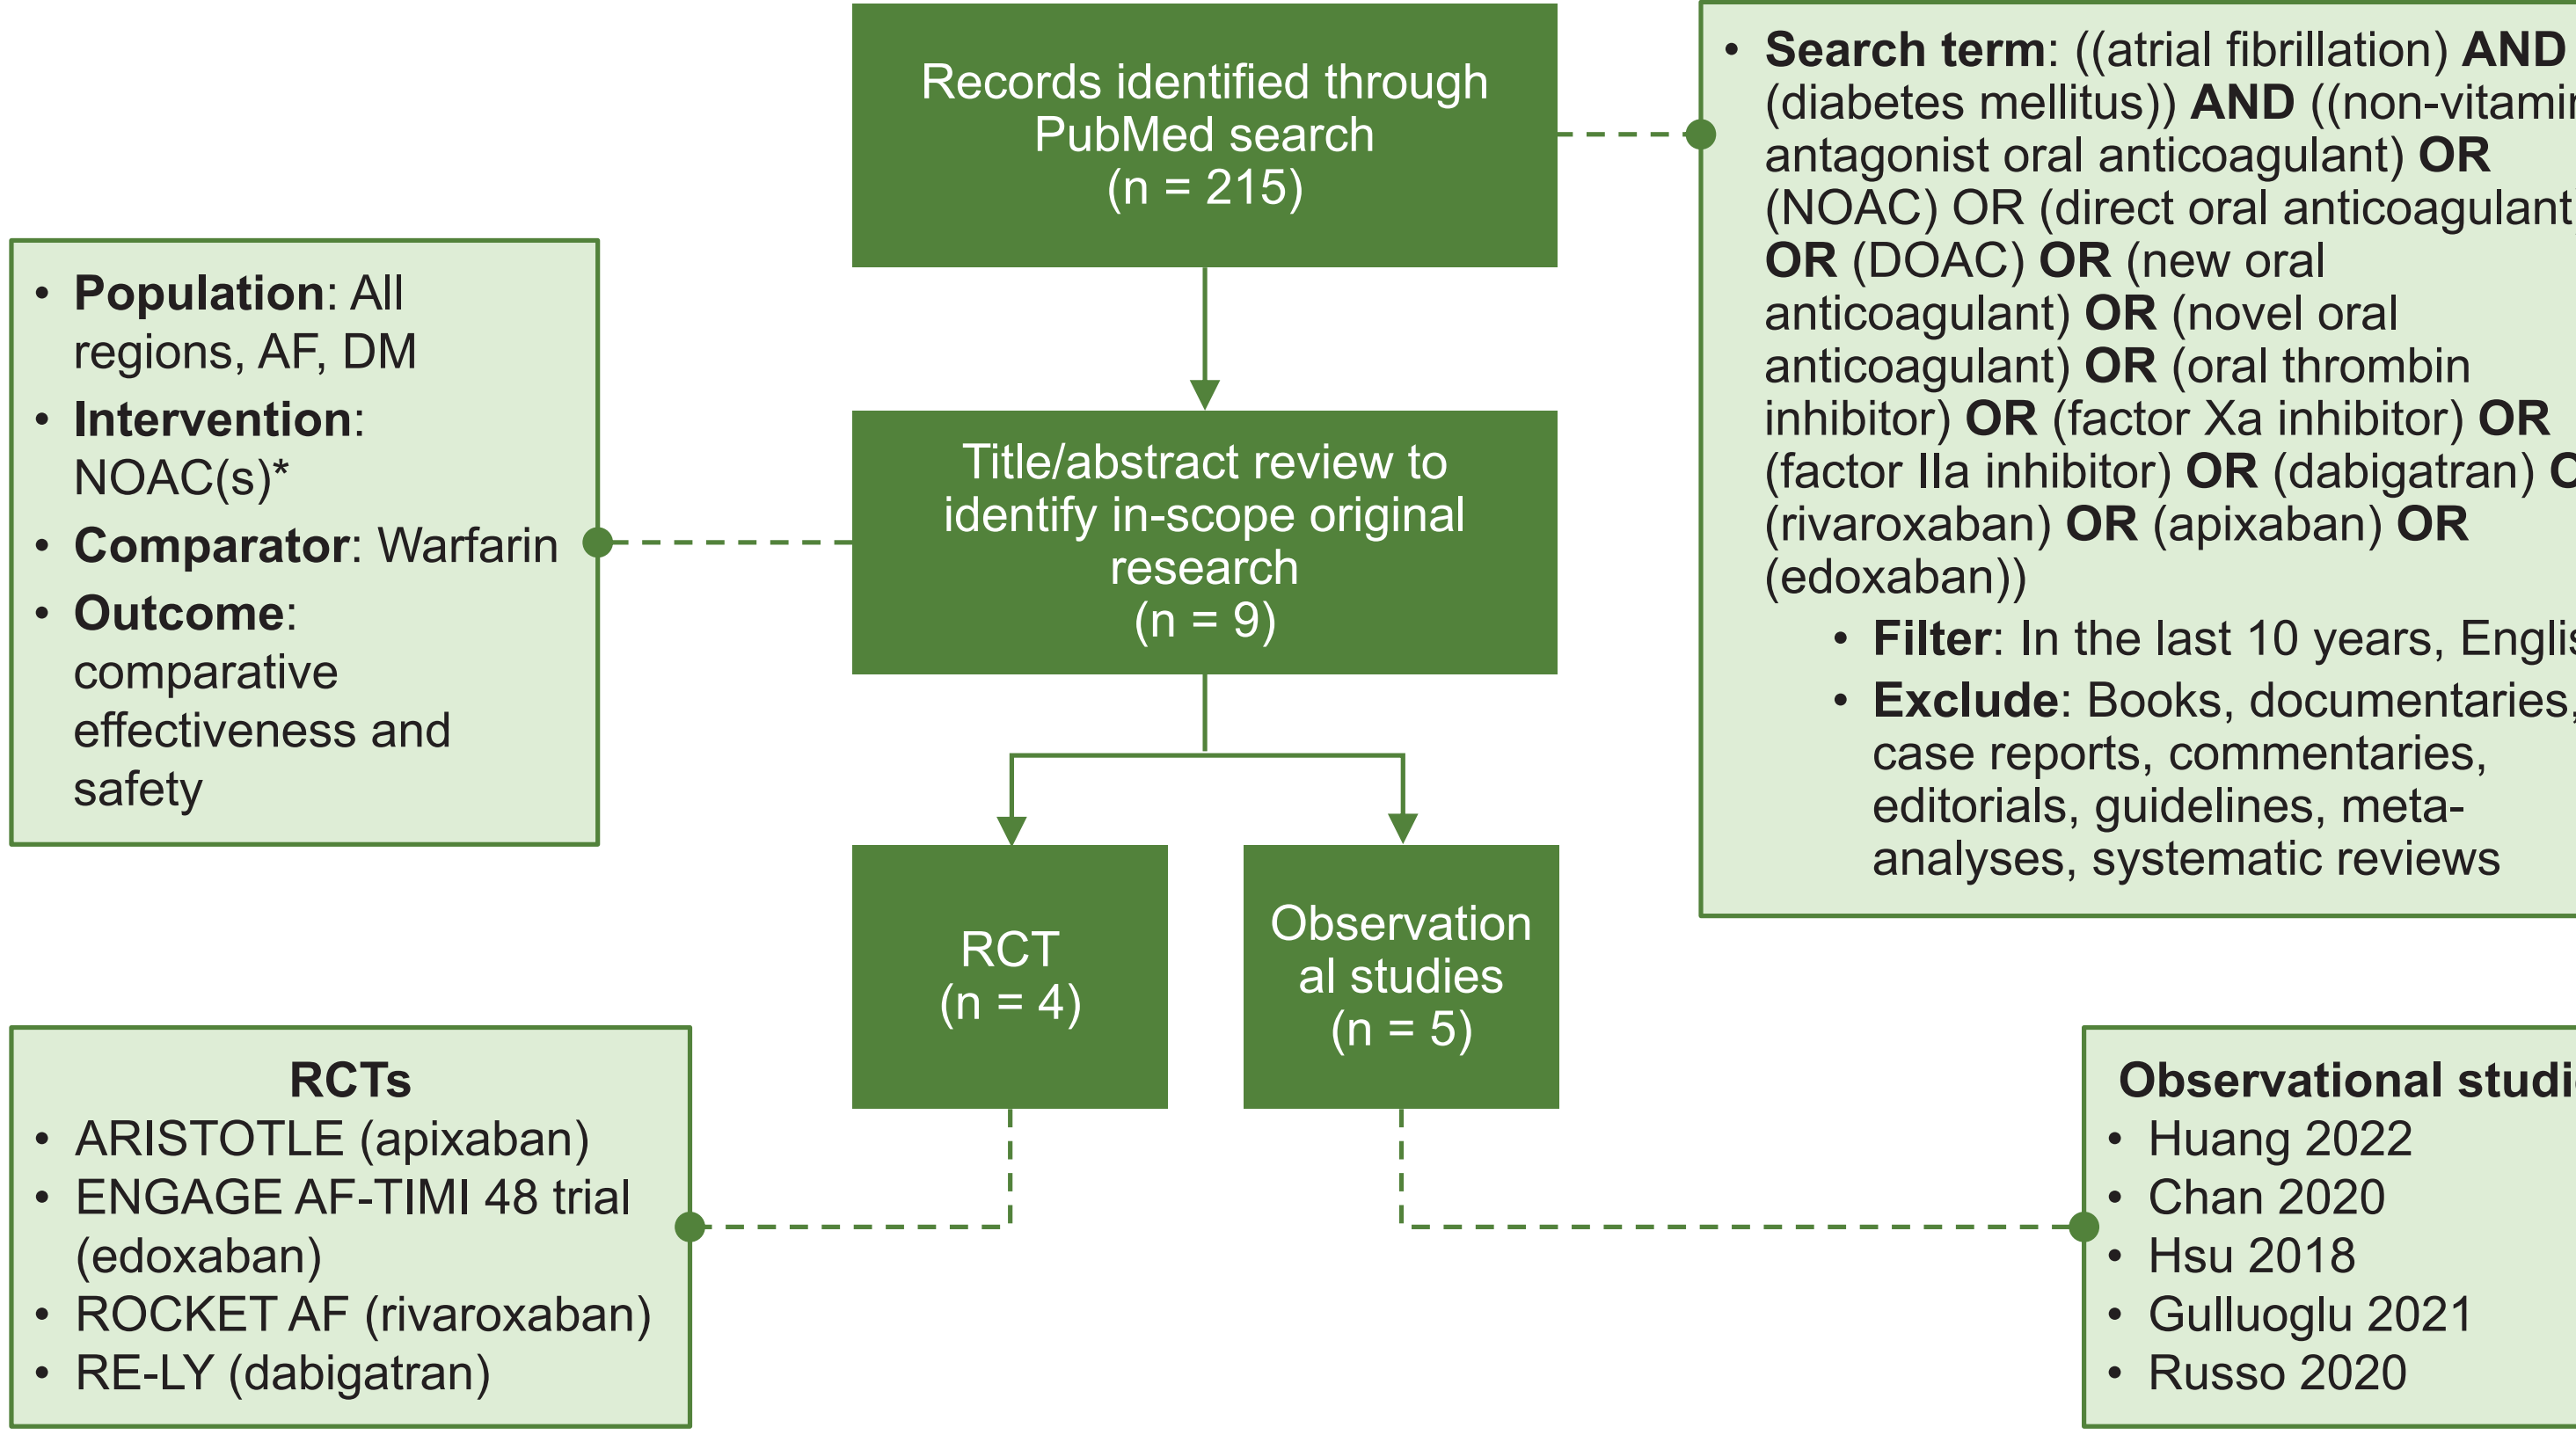 Records identified through
PubMed search
(n = 215)
• Search term: ((atrial fibrillation) AND
(diabetes mellitus)) AND ((non-vitamin
antagonist oral anticoagulant) OR
(NOAC) OR (direct oral anticoagulant
OR (DOAC) OR (new oral
anticoagulant) OR (novel oral
anticoagulant) OR (oral thrombin
inhibitor) OR (factor Xa inhibitor) OR
(factor IIa inhibitor) OR (dabigatran)
(rivaroxaban) OR (apixaban) OR
(edoxaban))
• Filter: In the last 10 years,
• Exclude: Books, documentaries,
case reports, commentaries,
editorials, guidelines, meta-
analyses, systematic reviews
• Population: All
regions, AF, DM
• Intervention:
NOAC(s)*
• Comparator: Warfarin
• Outcome:
comparative
effectiveness and
safety
Title/abstract review to
identify in-scope original
research
(n = 9)
RCT
(n = 4)
Observation
al studies
(n = 5)
RCTs
• ARISTOTLE (apixaban)
• ENGAGE AF-TIMI 48 trial
(edoxaban)
• ROCKET AF (rivaroxaban)
• RE-LY (dabigatran)
Observational
• Huang 2022
• Chan 2020
• Hsu 2018
• Gulluoglu 2021
• Russo 2020